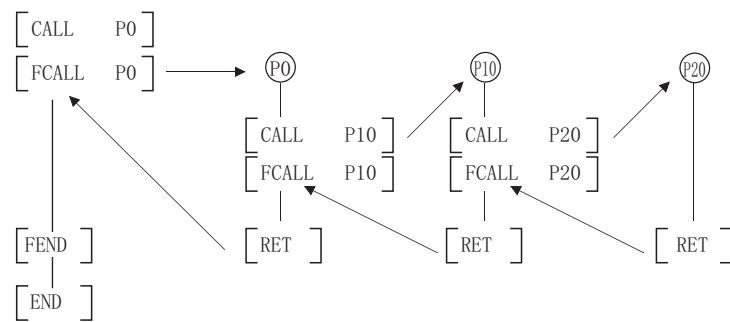 CALL P0
FCALL P0
FEND
END
P0
CALL P10
FCALL P10
RET
P10
CALL P20
FCALL P20
RET
P20
RET